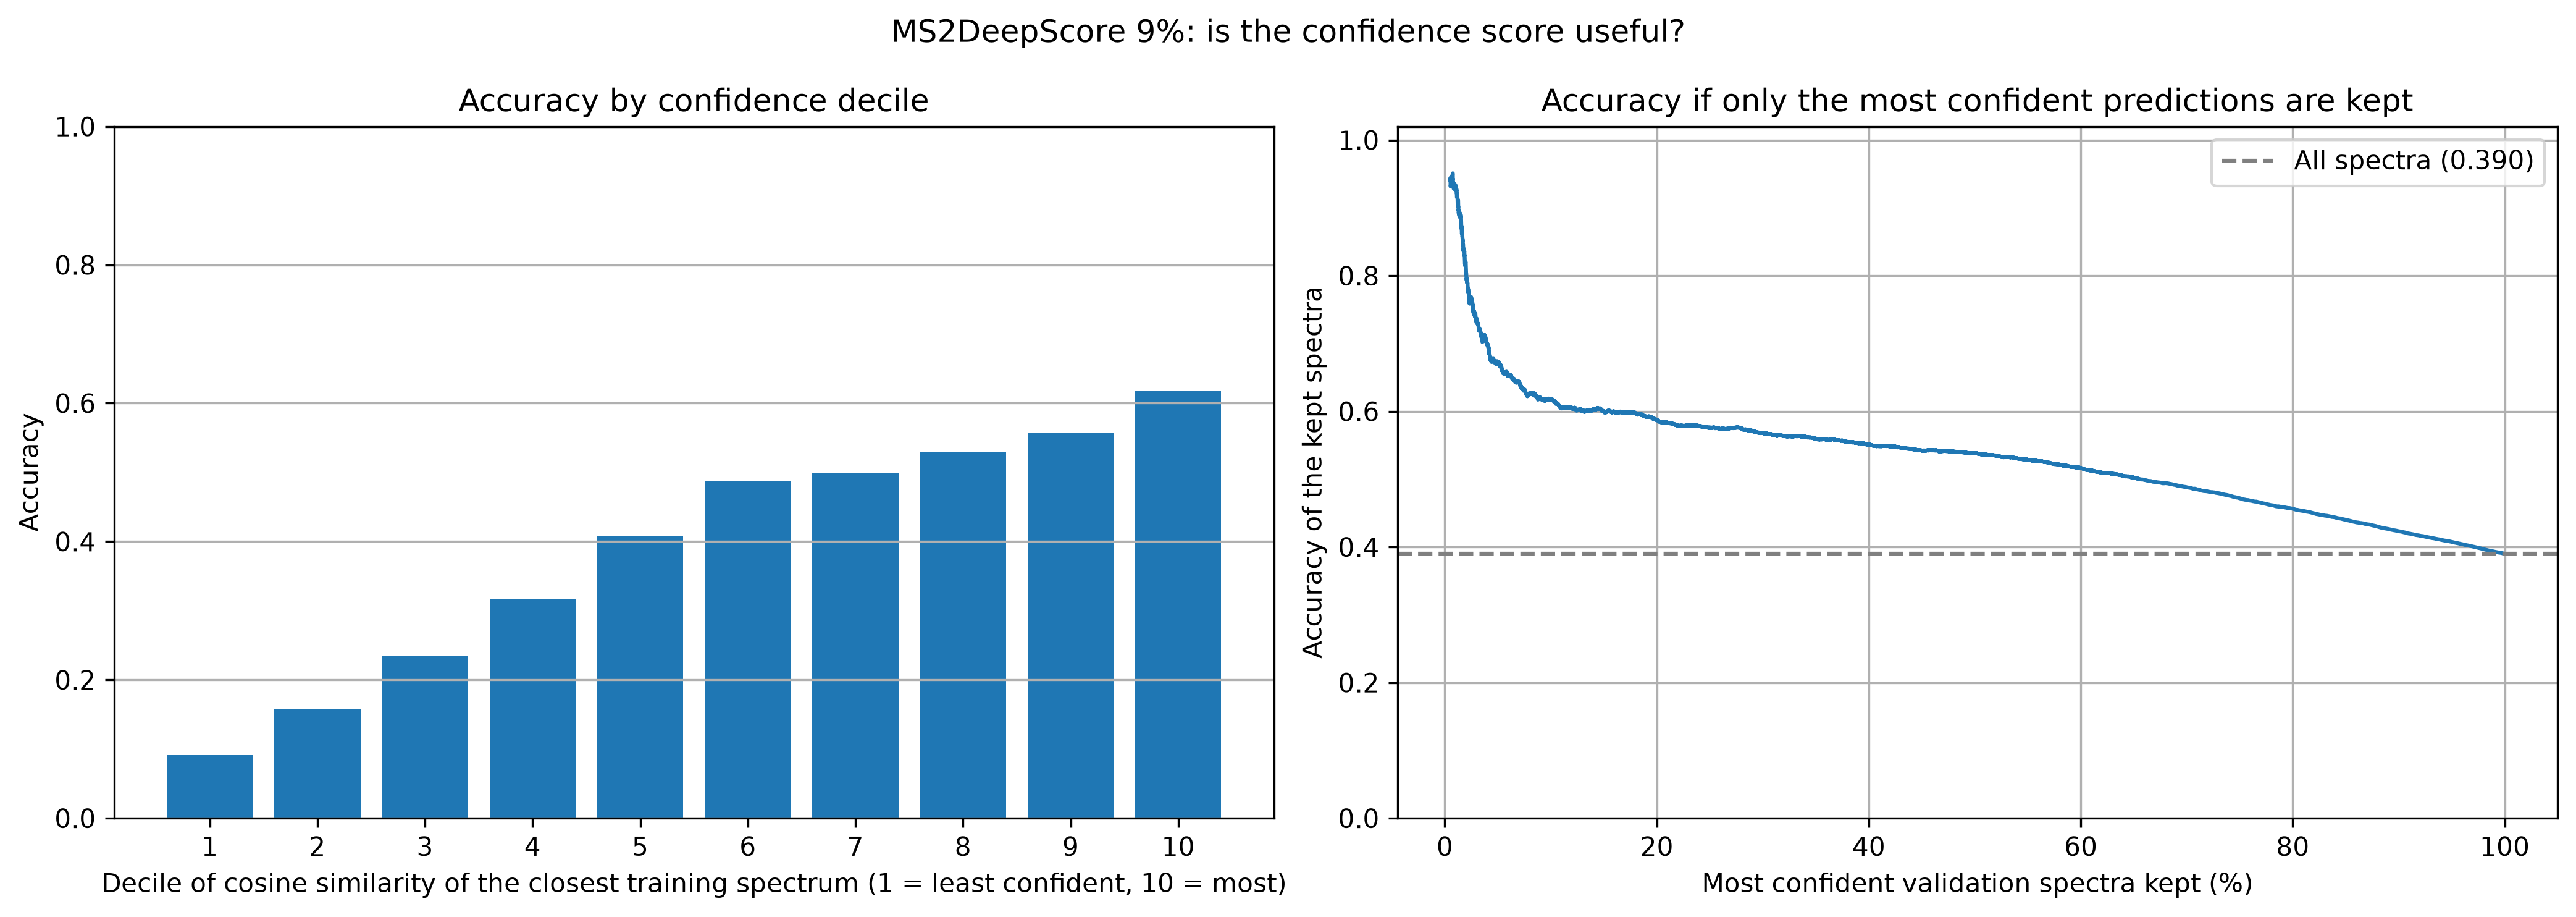 MS2DeepScore 9%: is the confidence score useful?
Accuracy by confidence decile
1.0
0.8
0.6
0.4
0.2
0.0
Accuracy
1 2 3 4 5 6 7 8 9 10
Decile of cosine similarity of the closest training spectrum (1 = least confident, 10 = most)
Accuracy if only the most confident predictions are kept
All spectra (0.390)
1.0
0.8
0.6
0.4
0.2
0.0
Accuracy of the kept spectra
0 20 40 60 80 100
Most confident validation spectra kept (%)